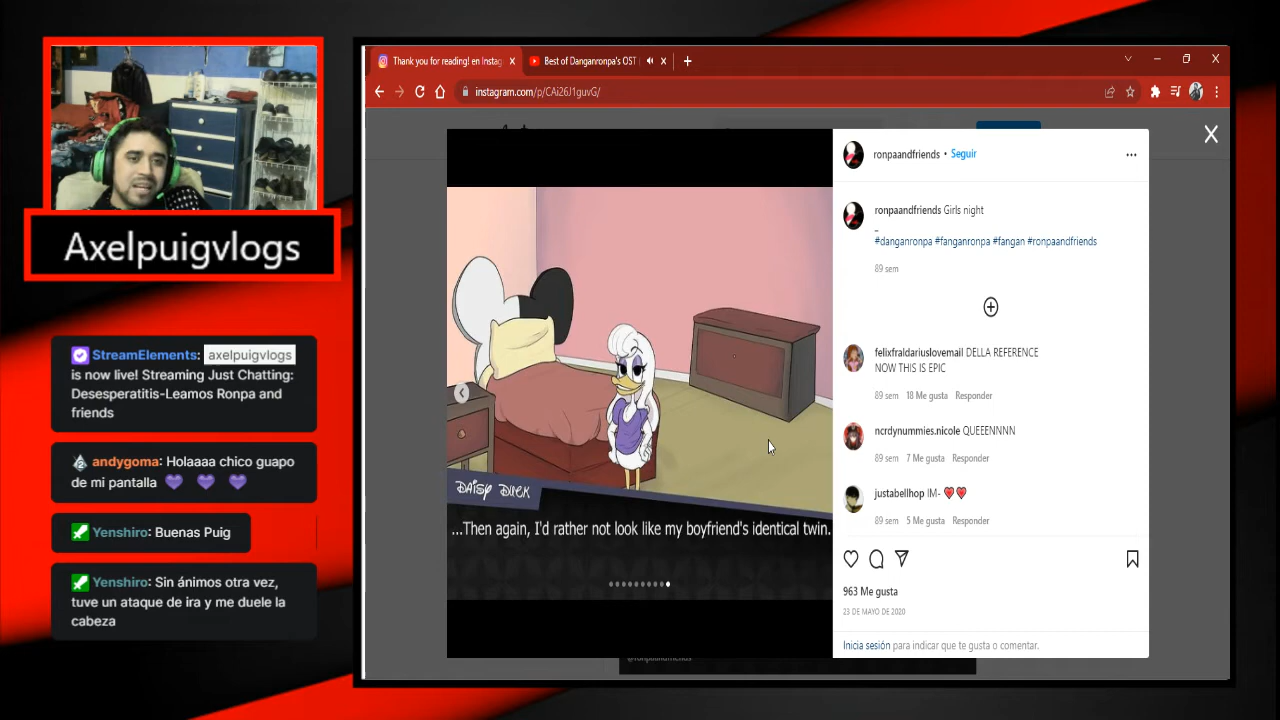 Axelpuigvlogs
StreamElements: axelpuigvlogs
is now live! Streaming Just Chatting:
Desesperatitis-Leamos Ronpa and
friends
andygoma: Holaaaa chico guapo
de mi pantalla
Yenshiro: Buenas Puig
Yenshiro: Sin ánimos otra vez,
tuve un ataque de ira y me duele la
cabeza
Thank you for reading! en Instag
Best of Danganronpa's OST
instagram.com/p/CAi26J1guvG/
DAISY DUCK
...Then again, I'd rather not look like my boyfriend's identical twin.
ronpaandfriends • Seguir
ronpaandfriends Girls night
_
#danganronpa #fanganronpa #fangan #ronpaandfriends
89 sem
felixfraldariuslovemail DELLA REFERENCE
NOW THIS IS EPIC
89 sem 18 Me gusta Responder
ncrdynummies.nicole QUEEENNNN
89 sem 7 Me gusta Responder
justabellhop IM-
89 sem 5 Me gusta Responder
963 Me gusta
23 DE MAYO DE 2020
Inicia sesión para indicar que te gusta o comentar.